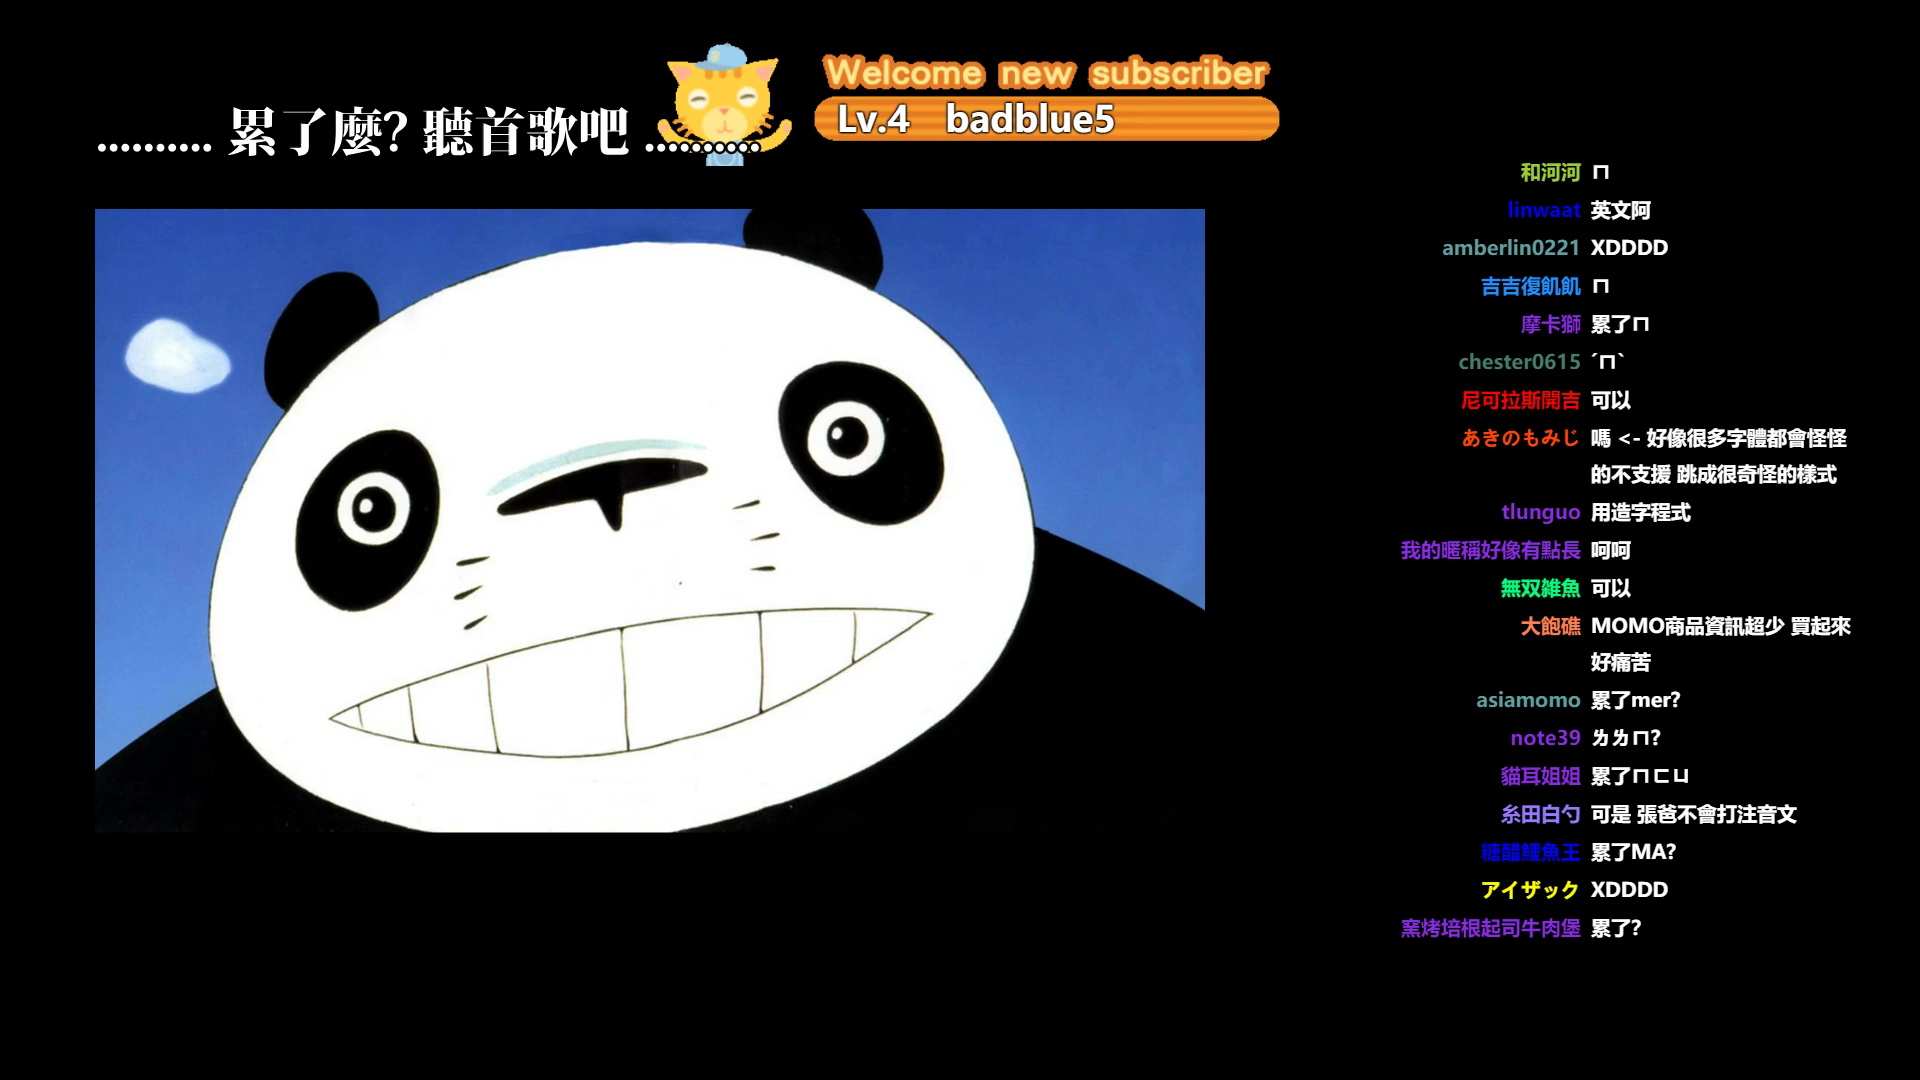 .......... 累了麼? 聽首歌吧 ..........
Welcome new subscriber
Lv.4 badblue5
和河河 ㄇ
linwaat 英文阿
amberlin0221 XDDDD
吉吉復飢飢 ㄇ
摩卡獅 累了ㄇ
chester0615 ˊㄇˋ
尼可拉斯開吉 可以
あきのもみじ 嗎 <- 好像很多字體都會怪怪
的不支援 跳成很奇怪的樣式
tlunguo 用造字程式
我的暱稱好像有點長 呵呵
無双雑魚 可以
大飽礁 MOMO商品資訊超少 買起來
好痛苦
asiamomo 累了mer?
note39 ㄌㄌㄇ?
貓耳姐姐 累了ㄇㄈㄩ
糸田白勺 可是 張爸不會打注音文
糖醋鯉魚王 累了MA?
アイザック XDDDD
窯烤培根起司牛肉堡 累了?